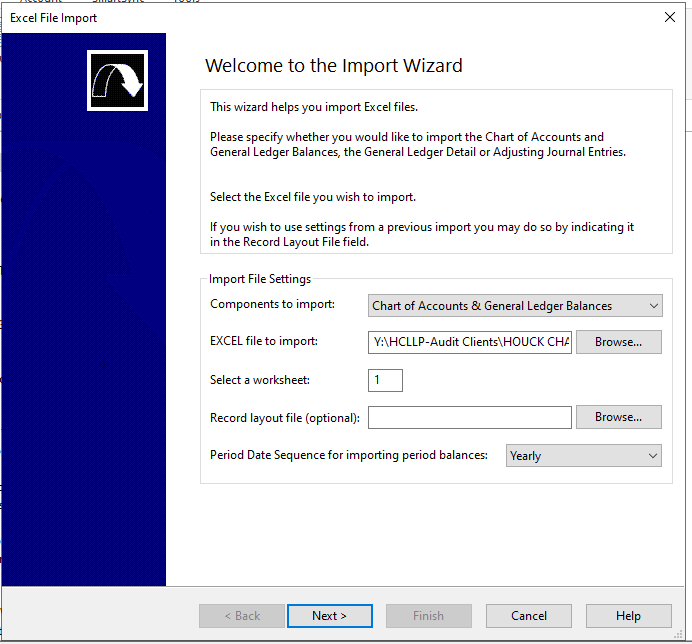 Excel File Import
Welcome to the Import Wizard
This wizard helps you import Excel files.
Please specify whether you would like to import the Chart of Accounts and
General Ledger Balances, the General Ledger Detail or Adjusting Journal Entries.
Select the Excel file you wish to import.
If you wish to use settings from a previous import you may do so by indicating it
in the Record Layout File field.
Import File Settings
Components to import: Chart of Accounts & General Ledger Balances
EXCEL file to import: Y:\HCLLP-Audit Clients\HOUCK CHA Browse...
Select a worksheet: 1
Record layout file (optional): Browse...
Period Date Sequence for importing period balances: Yearly
< Back Next > Finish Cancel Help